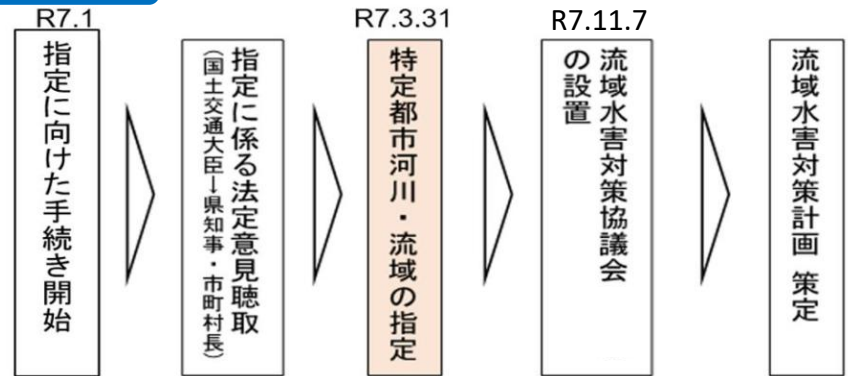 R7.1
指定に向けた手続き開始
指定に係る法定意見聴取
（国土交通大臣→県知事・市町村長）
R7.3.31
特定都市河川・流域の指定
R7.11.7
流域水害対策協議会
の設置
流域水害対策計画 策定